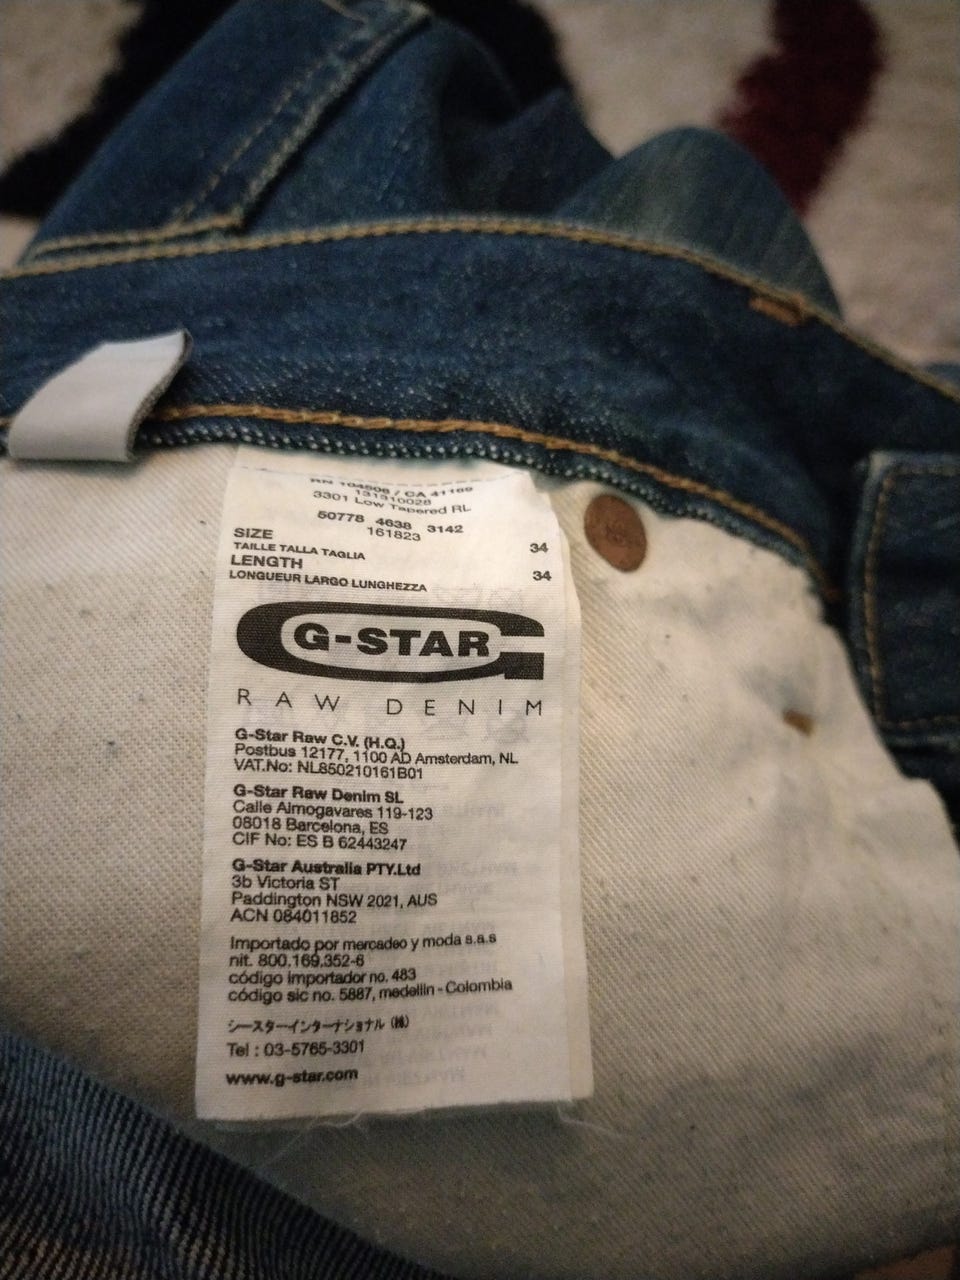 RN 104506 / CA 41169
131310028
3301 Low Tapered RL
50778 4638 3142
161823
SIZE 34
TAILLE TALLA TAGLIA
LENGTH 34
LONGUEUR LARGO LUNGHEZZA
G-STAR
RAW DENIM
G-Star Raw C.V. (H.Q.)
Postbus 12177, 1100 AD Amsterdam, NL
VAT.No: NL850210161B01
G-Star Raw Denim SL
Calle Almogavares 119-123
08018 Barcelona, ES
CIF No: ES B 62443247
G-Star Australia PTY.Ltd
3b Victoria ST
Paddington NSW 2021, AUS
ACN 084011852
Importado por mercadeo y moda s.a.s
nit. 800.169.352-6
código importador no. 483
código sic no. 5887, medellin - Colombia
ジースターインターナショナル (株)
Tel : 03-5765-3301
www.g-star.com